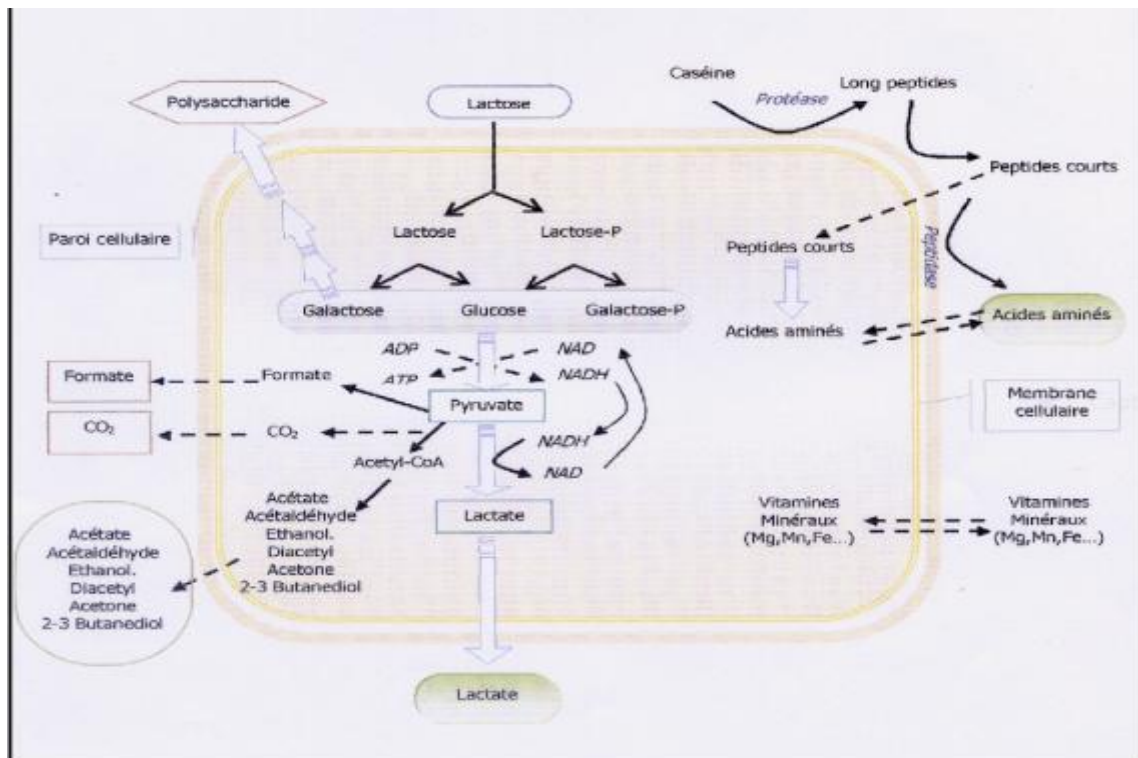 Caséine
Protéase
Long peptides
Polysaccharide
Lactose
Peptides courts
Paroi cellulaire
Lactose
Lactose-P
Peptides courts
Peptidase
Galactose
Glucose
Galactose-P
Acides aminés
Acides aminés
ADP
NAD
ATP
NADH
Formate
Formate
Pyruvate
Membrane
cellulaire
CO₂
CO₂
NADH
Acetyl-CoA
NAD
Acétate
Acétaldéhyde
Ethanol.
Diacetyl
Acetone
2-3 Butanediol
Lactate
Vitamines
Minéraux
(Mg,Mn,Fe...)
Vitamines
Minéraux
(Mg,Mn,Fe...)
Acétate
Acétaldéhyde
Ethanol.
Diacetyl
Acetone
2-3 Butanediol
Lactate